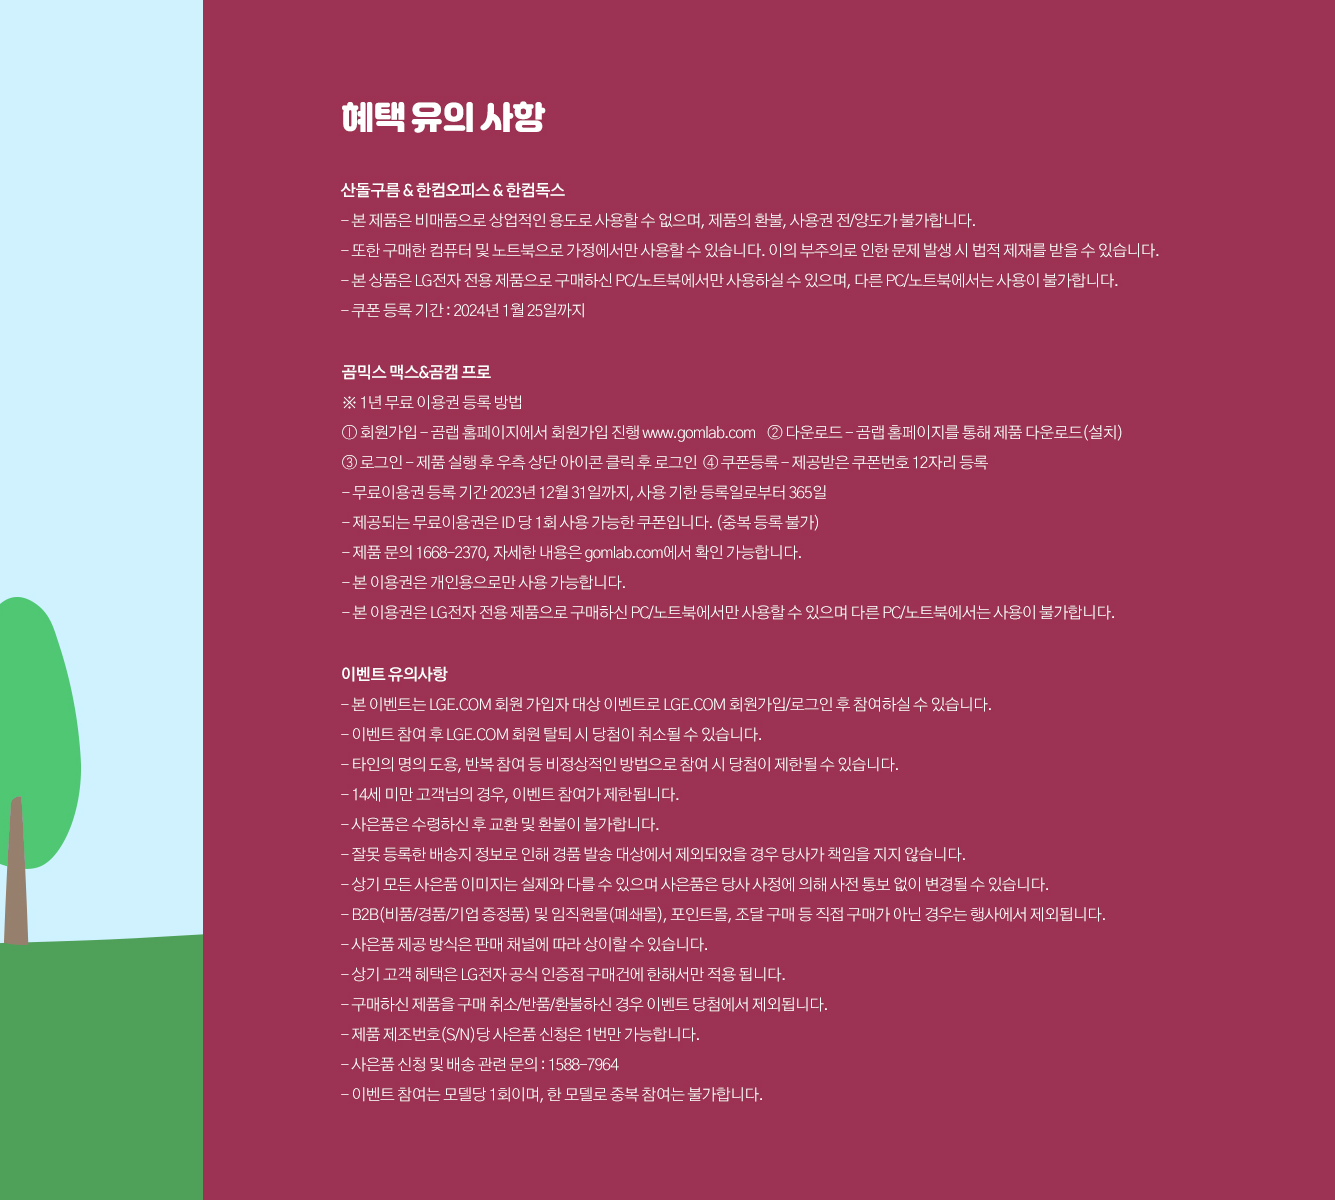 혜택 유의 사항
산돌구름 & 한컴오피스 & 한컴독스
- 본 제품은 비매품으로 상업적인 용도로 사용할 수 없으며, 제품의 환불, 사용권 전/양도가 불가합니다.
- 또한 구매한 컴퓨터 및 노트북으로 가정에서만 사용할 수 있습니다. 이의 부주의로 인한 문제 발생 시 법적 제재를 받을 수 있습니다.
- 본 상품은 LG전자 전용 제품으로 구매하신 PC/노트북에서만 사용하실 수 있으며, 다른 PC/노트북에서는 사용이 불가합니다.
- 쿠폰 등록 기간 : 2024년 1월 25일까지
곰믹스 맥스&곰캠 프로
※ 1년 무료 이용권 등록 방법
① 회원가입 - 곰랩 홈페이지에서 회원가입 진행 www.gomlab.com ② 다운로드 - 곰랩 홈페이지를 통해 제품 다운로드(설치)
③ 로그인 - 제품 실행 후 우측 상단 아이콘 클릭 후 로그인 ④ 쿠폰등록 - 제공받은 쿠폰번호 12자리 등록
- 무료이용권 등록 기간 2023년 12월 31일까지, 사용 기한 등록일로부터 365일
- 제공되는 무료이용권은 ID 당 1회 사용 가능한 쿠폰입니다. (중복 등록 불가)
- 제품 문의 1668-2370, 자세한 내용은 gomlab.com에서 확인 가능합니다.
- 본 이용권은 개인용으로만 사용 가능합니다.
- 본 이용권은 LG전자 전용 제품으로 구매하신 PC/노트북에서만 사용할 수 있으며 다른 PC/노트북에서는 사용이 불가합니다.
이벤트 유의사항
- 본 이벤트는 LGE.COM 회원 가입자 대상 이벤트로 LGE.COM 회원가입/로그인 후 참여하실 수 있습니다.
- 이벤트 참여 후 LGE.COM 회원 탈퇴 시 당첨이 취소될 수 있습니다.
- 타인의 명의 도용, 반복 참여 등 비정상적인 방법으로 참여 시 당첨이 제한될 수 있습니다.
- 14세 미만 고객님의 경우, 이벤트 참여가 제한됩니다.
- 사은품은 수령하신 후 교환 및 환불이 불가합니다.
- 잘못 등록한 배송지 정보로 인해 경품 발송 대상에서 제외되었을 경우 당사가 책임을 지지 않습니다.
- 상기 모든 사은품 이미지는 실제와 다를 수 있으며 사은품은 당사 사정에 의해 사전 통보 없이 변경될 수 있습니다.
- B2B(비품/경품/기업 증정품) 및 임직원몰(폐쇄몰), 포인트몰, 조달 구매 등 직접 구매가 아닌 경우는 행사에서 제외됩니다.
- 사은품 제공 방식은 판매 채널에 따라 상이할 수 있습니다.
- 상기 고객 혜택은 LG전자 공식 인증점 구매건에 한해서만 적용 됩니다.
- 구매하신 제품을 구매 취소/반품/환불하신 경우 이벤트 당첨에서 제외됩니다.
- 제품 제조번호(S/N)당 사은품 신청은 1번만 가능합니다.
- 사은품 신청 및 배송 관련 문의 : 1588-7964
- 이벤트 참여는 모델당 1회이며, 한 모델로 중복 참여는 불가합니다.